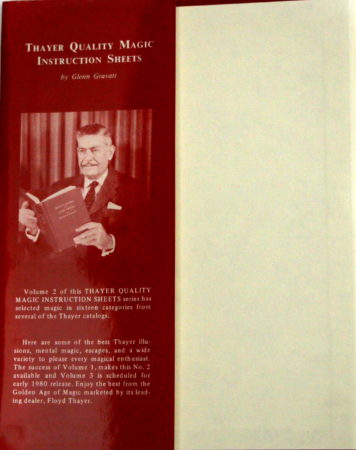 THAYER QUALITY MAGIC
INSTRUCTION SHEETS
by Glenn Gravatt
Volume 2 of this THAYER QUALITY
MAGIC INSTRUCTION SHEETS series has
selected magic in sixteen categories from
several of the Thayer catalogs.
Here are some of the best Thayer illu-
sions, mental magic, escapes, and a wide
variety to please every magical enthusiast.
The success of Volume 1, makes this No. 2
available and Volume 3 is scheduled for
early 1980 release. Enjoy the best from the
Golden Age of Magic marketed by its lead-
ing dealer, Floyd Thayer.